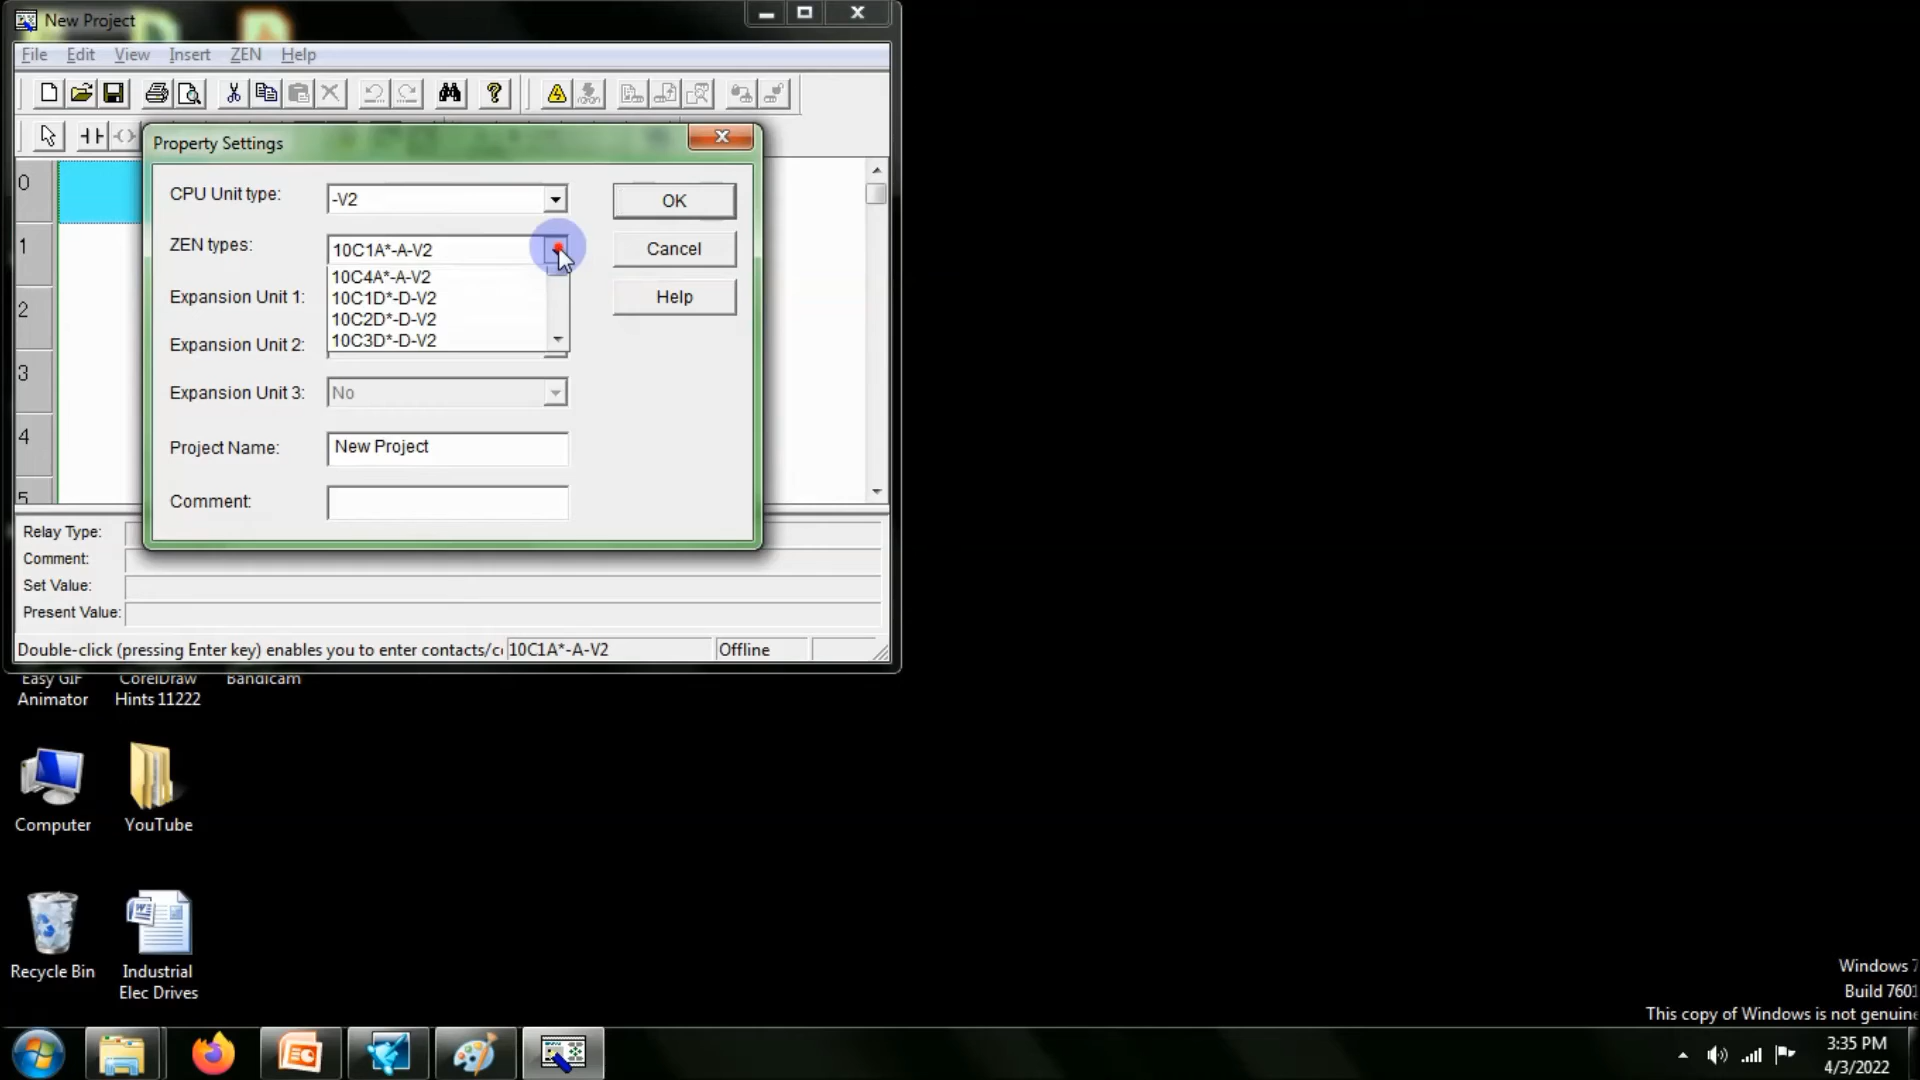 New Project
File Edit View Insert ZEN Help
Property Settings
CPU Unit type: -V2 OK
ZEN types: 10C1A*-A-V2 Cancel
10C4A*-A-V2
10C1D*-D-V2
10C2D*-D-V2
10C3D*-D-V2
Expansion Unit 1: Help
Expansion Unit 2:
Expansion Unit 3: No
Project Name: New Project
Comment:
0
1
2
3
4
5
Relay Type:
Comment:
Set Value:
Present Value:
Double-click (pressing Enter key) enables you to enter contacts/c 10C1A*-A-V2 Offline
Easy GIF Animator
CorelDraw Hints 11222
Bandicam
Computer
YouTube
Recycle Bin
Industrial Elec Drives
Windows 7
Build 7601
This copy of Windows is not genuine
3:35 PM
4/3/2022